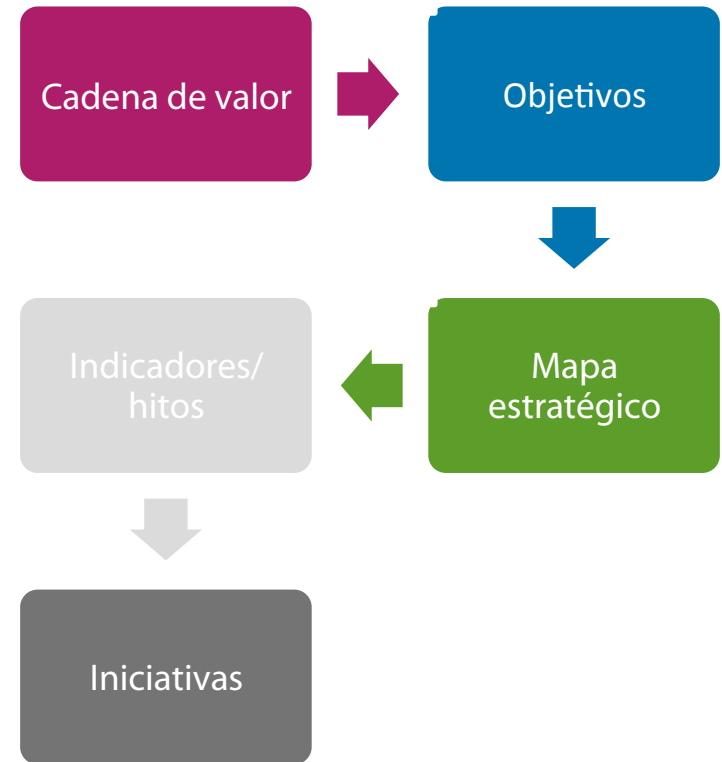 Cadena de valor
Objetivos
Mapa
estratégico
Indicadores/
hitos
Iniciativas